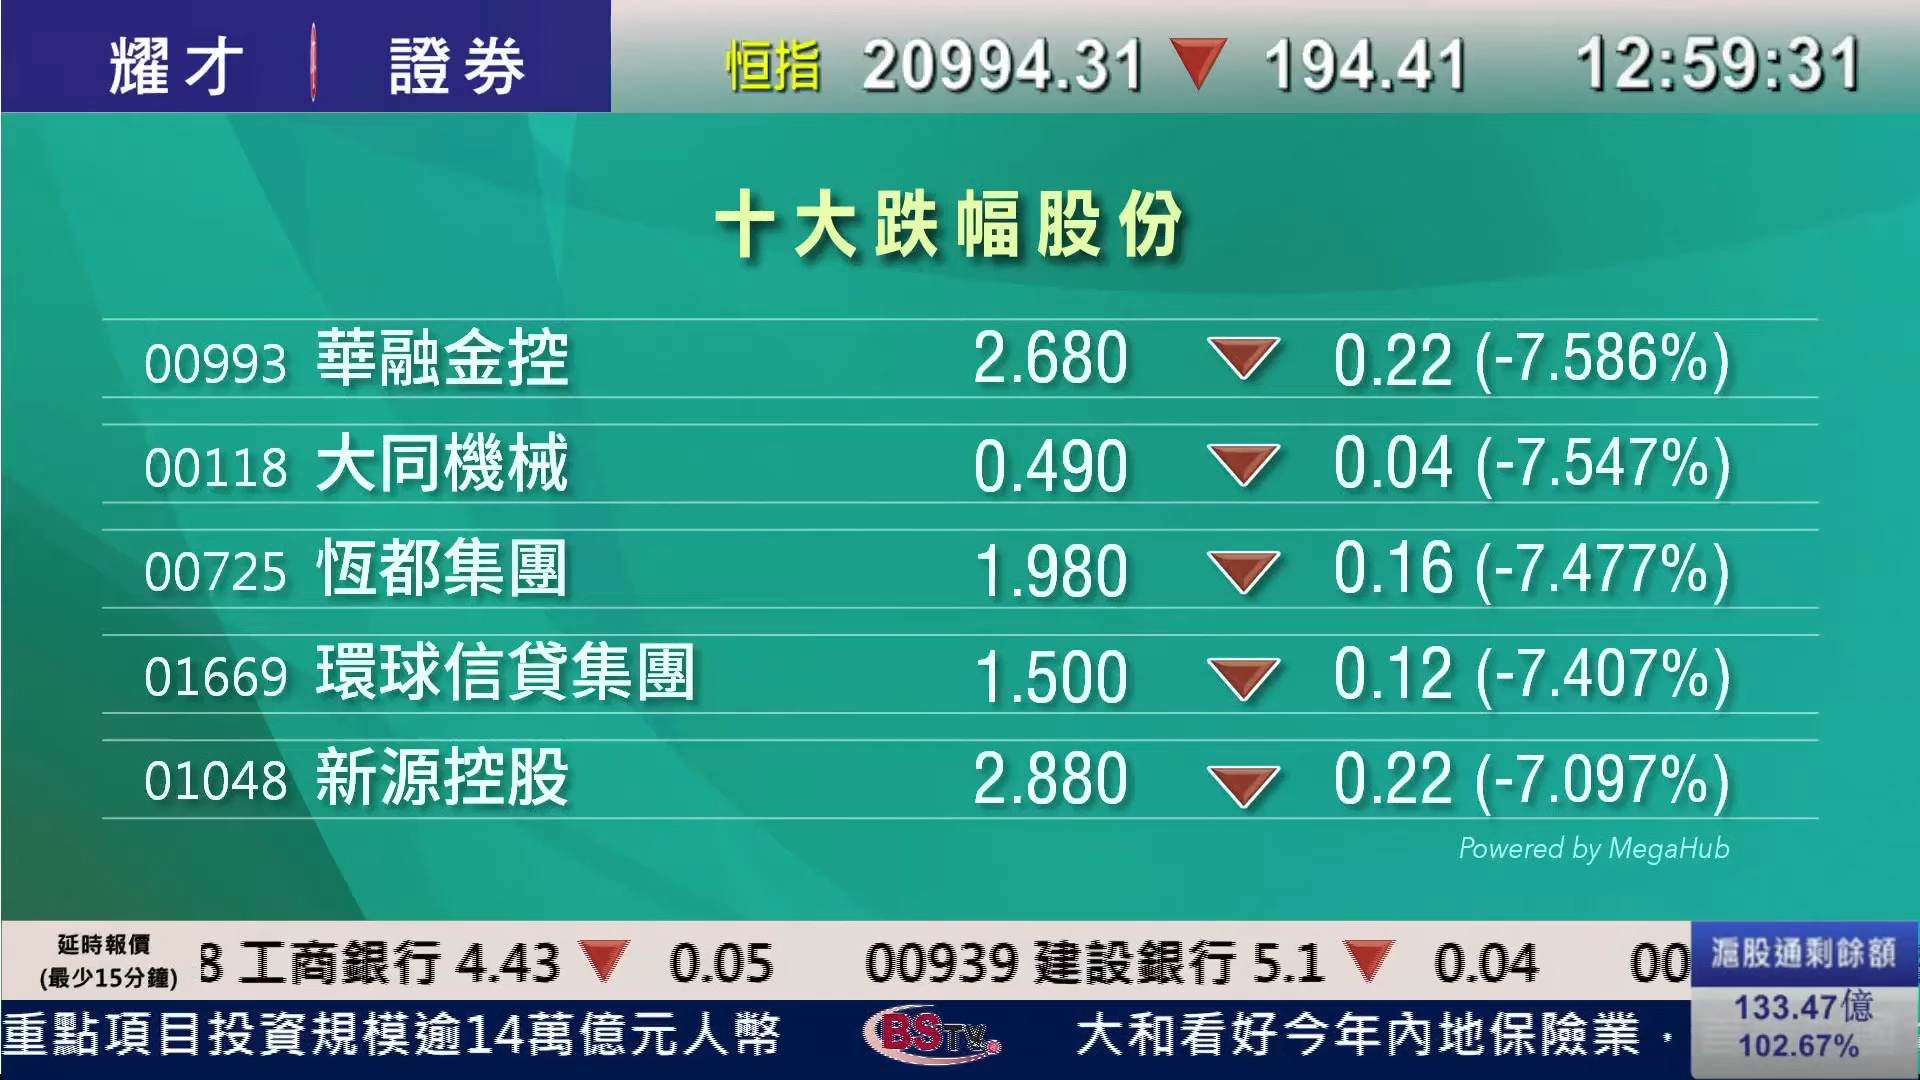 耀才 證券
恒指 20994.31 ▼ 194.41 12:59:31
十大跌幅股份
00993 華融金控 2.680 ▼ 0.22 (-7.586%)
00118 大同機械 0.490 ▼ 0.04 (-7.547%)
00725 恆都集團 1.980 ▼ 0.16 (-7.477%)
01669 環球信貸集團 1.500 ▼ 0.12 (-7.407%)
01048 新源控股 2.880 ▼ 0.22 (-7.097%)
Powered by MegaHub
延時報價
(最少15分鐘)
8 工商銀行 4.43 ▼ 0.05 00939 建設銀行 5.1 ▼ 0.04 00
滬股通剩餘額
133.47億
102.67%
重點項目投資規模逾14萬億元人幣 BSTV 大和看好今年內地保險業．